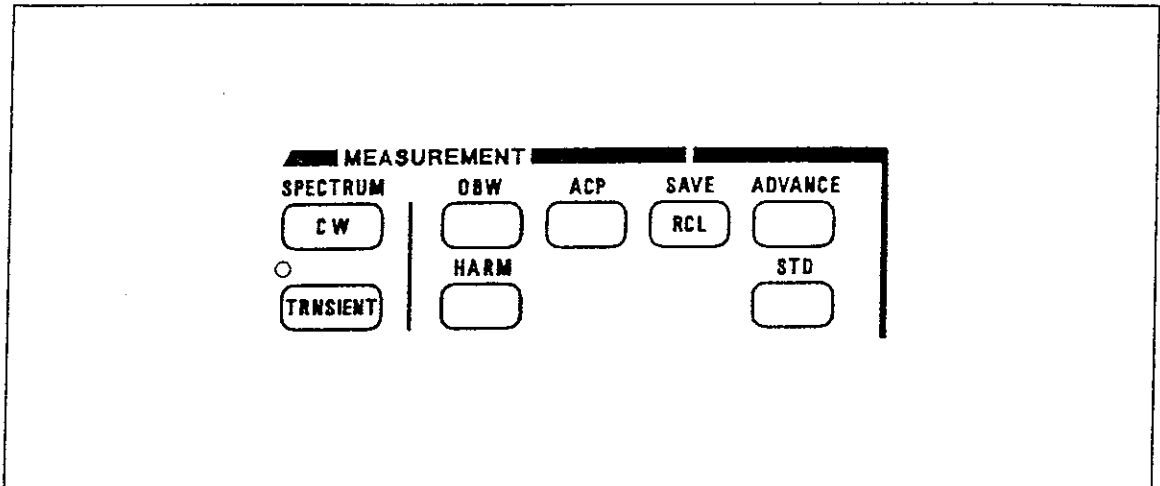 MEASUREMENT
SPECTRUM OBW ACP SAVE ADVANCE
CW RCL
HARM STD
TRNSIENT